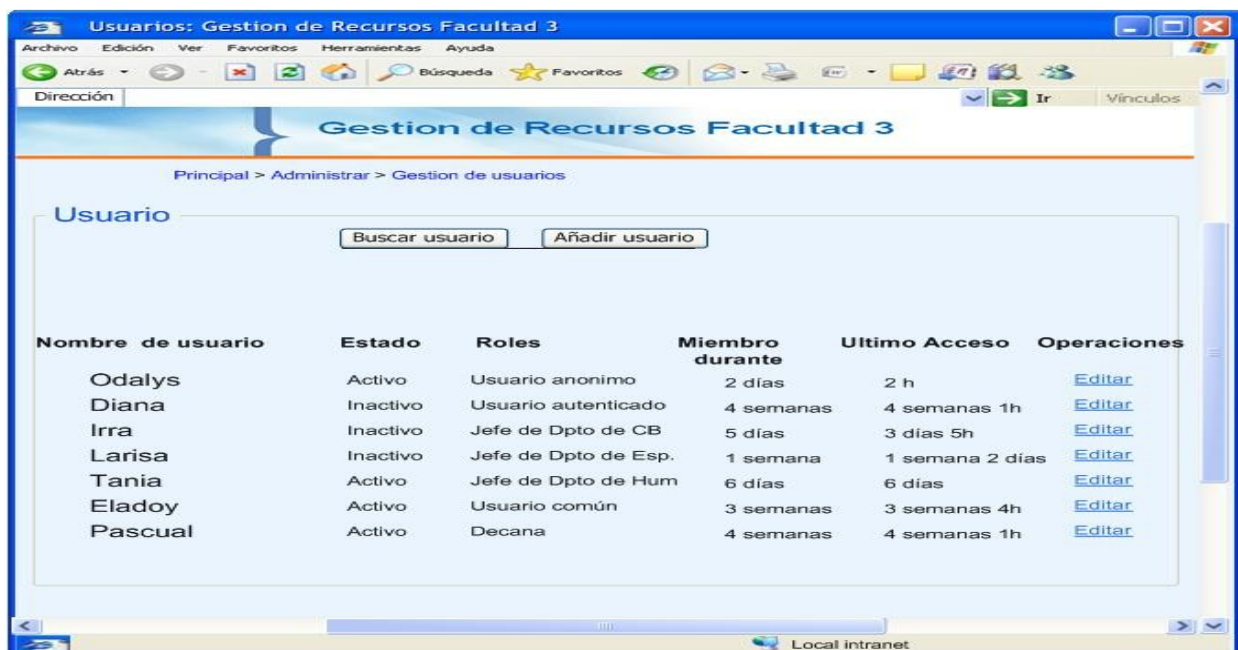 Usuarios: Gestion de Recursos Facultad 3
Archivo Edición Ver Favoritos Herramientas Ayuda
Atrás Búsqueda Favoritos
Dirección Ir Vínculos
Gestion de Recursos Facultad 3
Principal > Administrar > Gestion de usuarios
Usuario
Buscar usuario Añadir usuario
Nombre de usuario Estado Roles Miembro durante Ultimo Acceso Operaciones
Odalys Activo Usuario anonimo 2 días 2 h Editar
Diana Inactivo Usuario autenticado 4 semanas 4 semanas 1h Editar
Irra Inactivo Jefe de Dpto de CB 5 días 3 días 5h Editar
Larisa Inactivo Jefe de Dpto de Esp. 1 semana 1 semana 2 días Editar
Tania Activo Jefe de Dpto de Hum 6 días 6 días Editar
Eladoy Activo Usuario común 3 semanas 3 semanas 4h Editar
Pascual Activo Decana 4 semanas 4 semanas 1h Editar
Local intranet